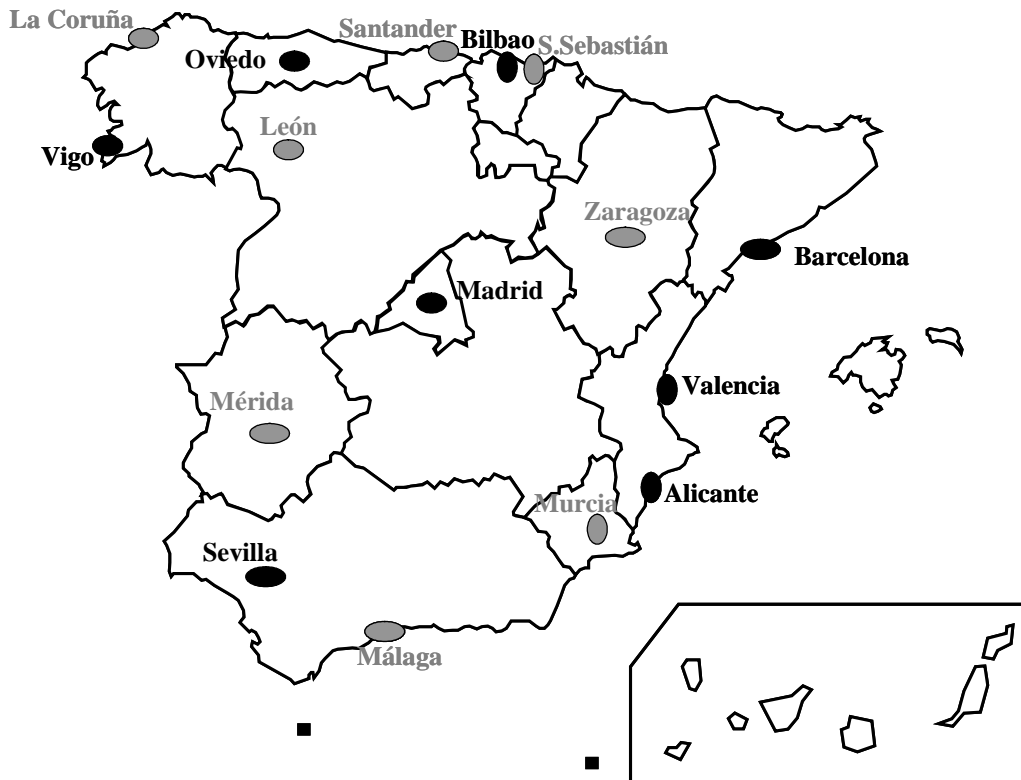 La Coruña
Santander
Bilbao
S.Sebastián
Oviedo
León
Vigo
Zaragoza
Barcelona
Madrid
Valencia
Mérida
Alicante
Murcia
Sevilla
Málaga